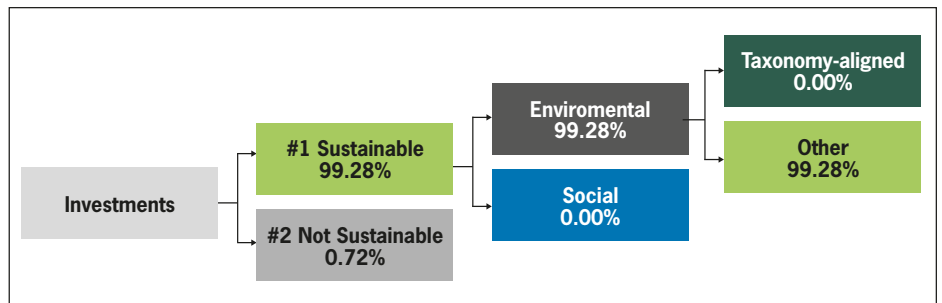 Investments
#1 Sustainable
99.28%
#2 Not Sustainable
0.72%
Enviromental
99.28%
Social
0.00%
Taxonomy-aligned
0.00%
Other
99.28%